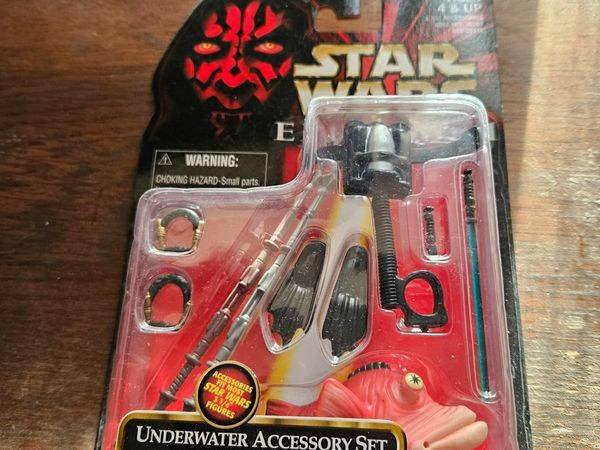 4 & UP
STAR
WARS
E
WARNING:
CHOKING HAZARD-Small parts.
ACCESSORIES
FIT MOST
STAR WARS
3 3/4"
FIGURES
UNDERWATER ACCESSORY SET